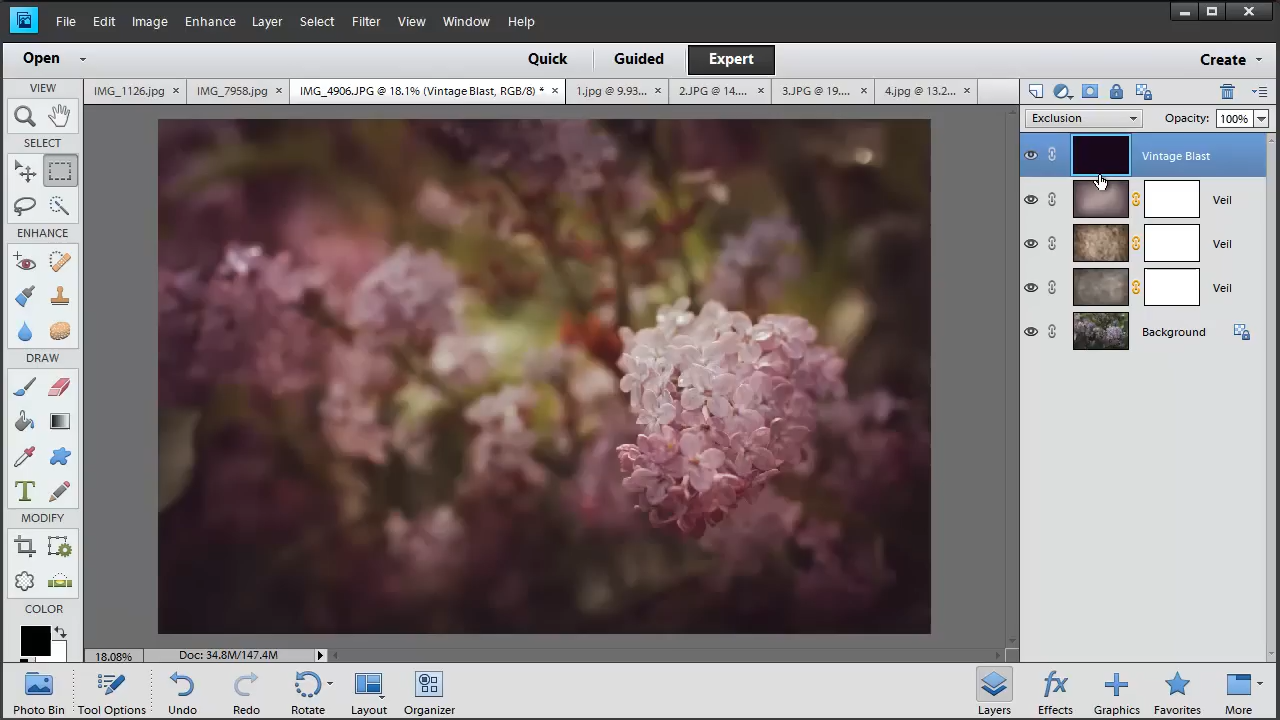 File Edit Image Enhance Layer Select Filter View Window Help
Open Quick Guided Expert Create
VIEW
IMG_1126.jpg × IMG_7958.jpg × IMG_4906.JPG @ 18.1% (Vintage Blast, RGB/8) * × 1.jpg @ 9.93... × 2.JPG @ 14.... × 3.JPG @ 19.... × 4.jpg @ 13.2... ×
Exclusion Opacity: 100%
SELECT
Vintage Blast
Veil
ENHANCE
Veil
Veil
Background
DRAW
T
MODIFY
COLOR
18.08% Doc: 34.8M/147.4M
Photo Bin Tool Options Undo Redo Rotate Layout Organizer Layers fx Effects Graphics Favorites More